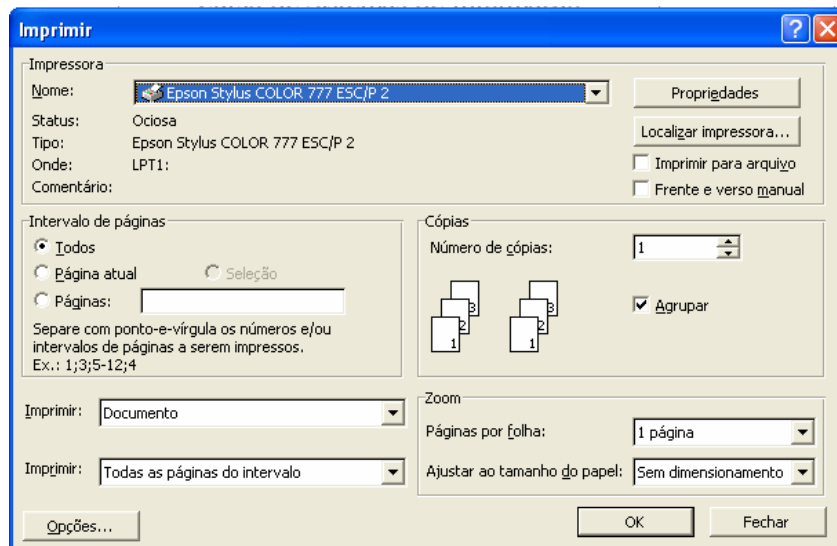 Imprimir
Impressora
Nome: Epson Stylus COLOR 777 ESC/P 2
Propriedades
Status: Ociosa
Localizar impressora...
Tipo: Epson Stylus COLOR 777 ESC/P 2
Onde: LPT1:
Imprimir para arquivo
Comentário:
Frente e verso manual
Intervalo de páginas
Todos
Página atual Seleção
Páginas:
Separe com ponto-e-vírgula os números e/ou
intervalos de páginas a serem impressos.
Ex.: 1;3;5-12;4
Cópias
Número de cópias: 1
3 3
2 2
1 1
Agrupar
Imprimir: Documento
Imprimir: Todas as páginas do intervalo
Zoom
Páginas por folha: 1 página
Ajustar ao tamanho do papel: Sem dimensionamento
Opções...
OK Fechar